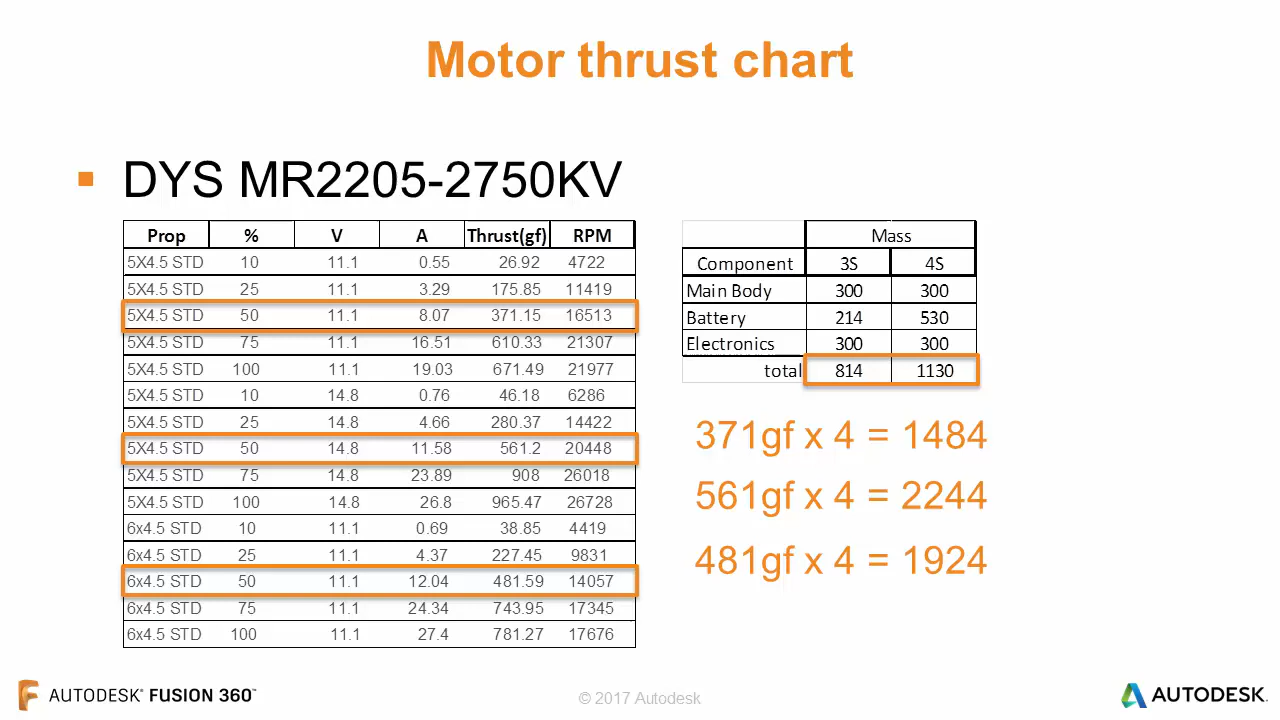 Motor thrust chart
▪ DYS MR2205-2750KV
Prop % V A Thrust(gf) RPM
5X4.5 STD 10 11.1 0.55 26.92 4722
5X4.5 STD 25 11.1 3.29 175.85 11419
5X4.5 STD 50 11.1 8.07 371.15 16513
5X4.5 STD 75 11.1 16.51 610.33 21307
5X4.5 STD 100 11.1 19.03 671.49 21977
5X4.5 STD 10 14.8 0.76 46.18 6286
5X4.5 STD 25 14.8 4.66 280.37 14422
5X4.5 STD 50 14.8 11.58 561.2 20448
5X4.5 STD 75 14.8 23.89 908 26018
5X4.5 STD 100 14.8 26.8 965.47 26728
6x4.5 STD 10 11.1 0.69 38.85 4419
6x4.5 STD 25 11.1 4.37 227.45 9831
6x4.5 STD 50 11.1 12.04 481.59 14057
6x4.5 STD 75 11.1 24.34 743.95 17345
6x4.5 STD 100 11.1 27.4 781.27 17676
Mass
Component 3S 4S
Main Body 300 300
Battery 214 530
Electronics 300 300
total 814 1130
371gf x 4 = 1484
561gf x 4 = 2244
481gf x 4 = 1924
AUTODESK® FUSION 360™
© 2017 Autodesk
AUTODESK.